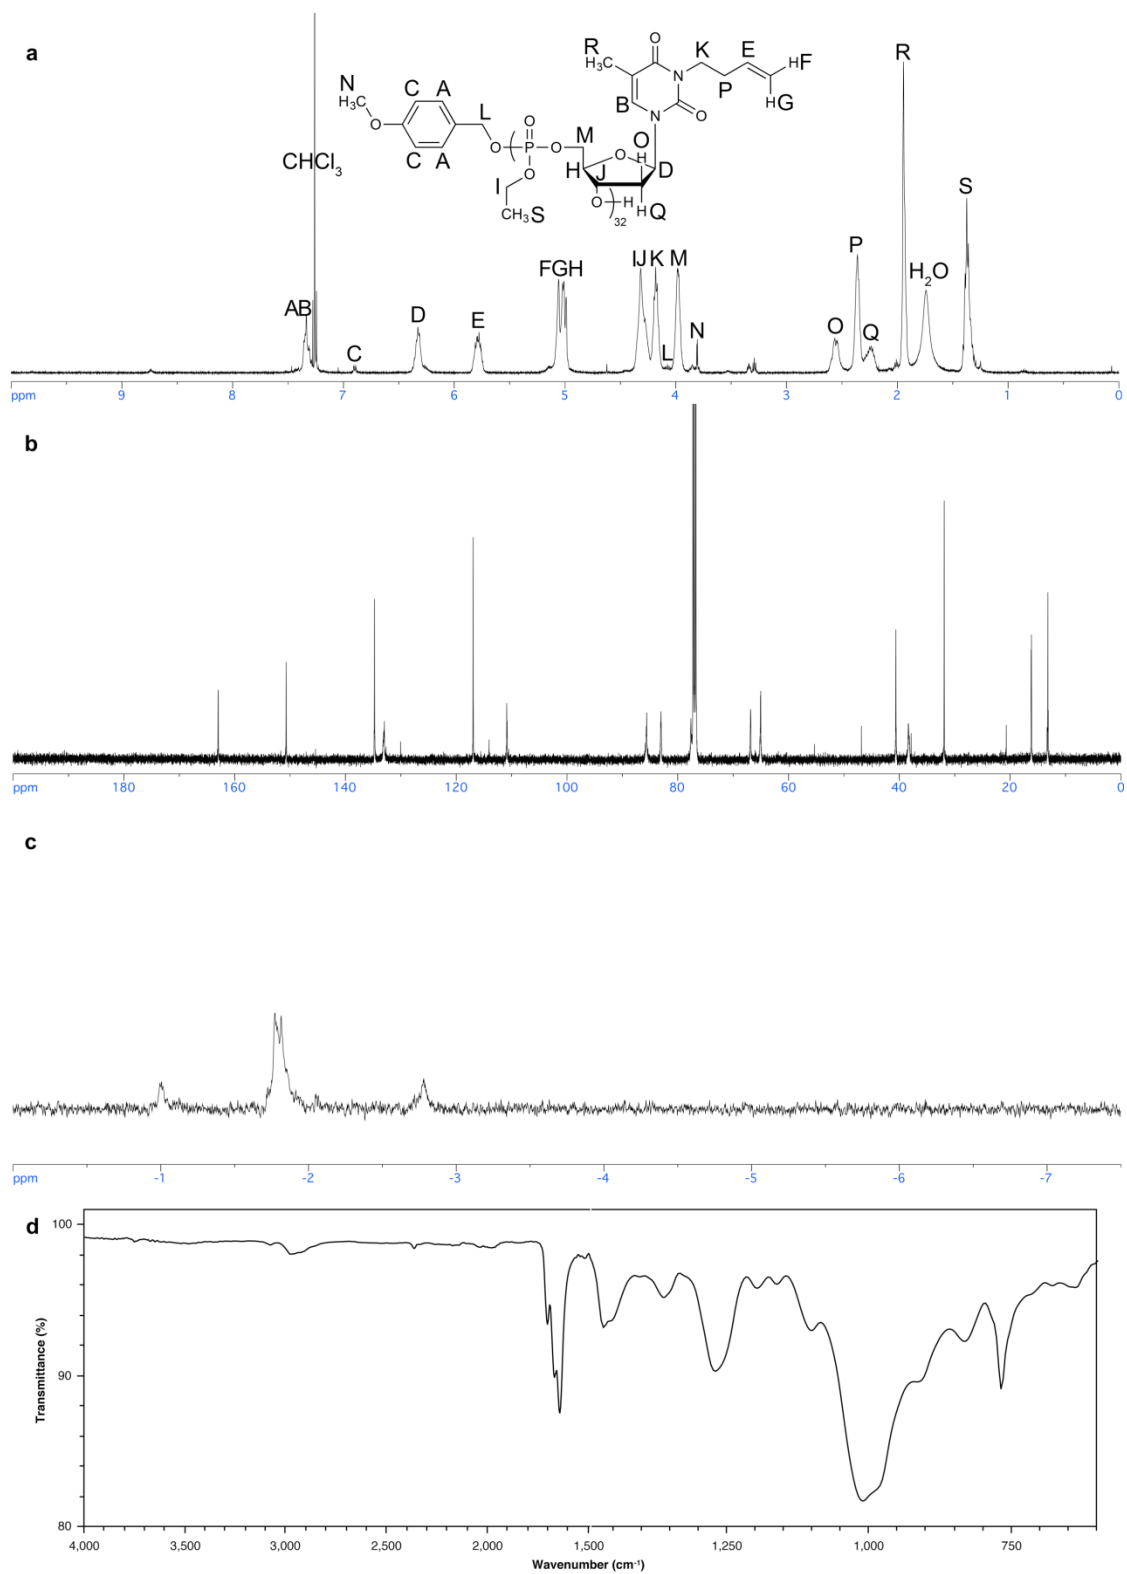 a
R
H₃C
O
N
K
E
HF
P
HG
B
N
O
N
H₃C
O
C
A
C
A
L
O
O
P
O
O
I
CH₃S
M
H
O
J
O
H
D
O
H
32
HQ
CHCl₃
AB
C
D
E
FGH
IJ
K
L
M
N
O
P
Q
R
H₂O
S
ppm 9 8 7 6 5 4 3 2 1 0
b
ppm 180 160 140 120 100 80 60 40 20 0
c
ppm -1 -2 -3 -4 -5 -6 -7
d
100
90
80
Transmittance (%)
4,000 3,500 3,000 2,500 2,000 1,500 1,250 1,000 750
Wavenumber (cm⁻¹)